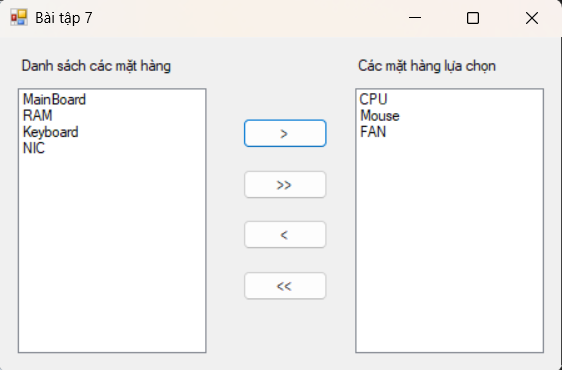 Bài tập 7
Danh sách các mặt hàng
Các mặt hàng lựa chọn
MainBoard
RAM
Keyboard
NIC
>
>>
<
<<
CPU
Mouse
FAN